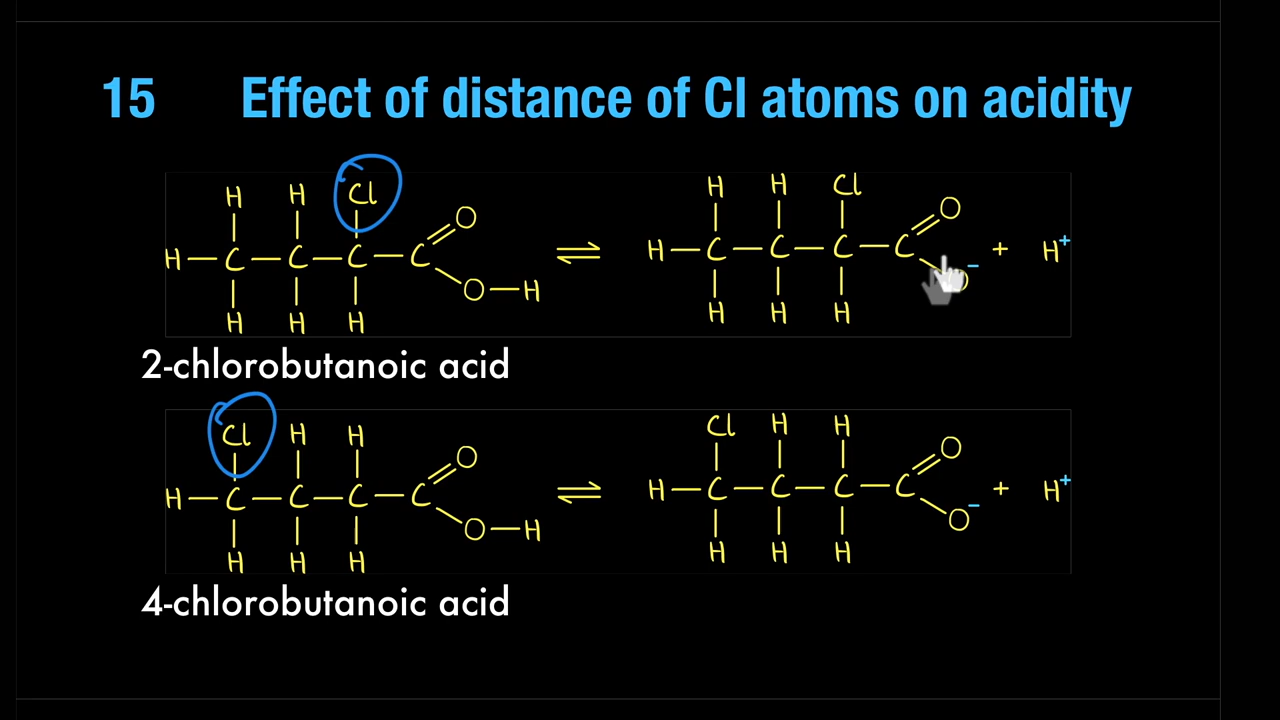 15 Effect of distance of Cl atoms on acidity
H H Cl H H Cl
O O
H C C C C ⇌ H C C C C + H+
O H O−
H H H H H H
2-chlorobutanoic acid
Cl H H Cl H H
O O
H C C C C ⇌ H C C C C + H+
O H O−
H H H H H H
4-chlorobutanoic acid